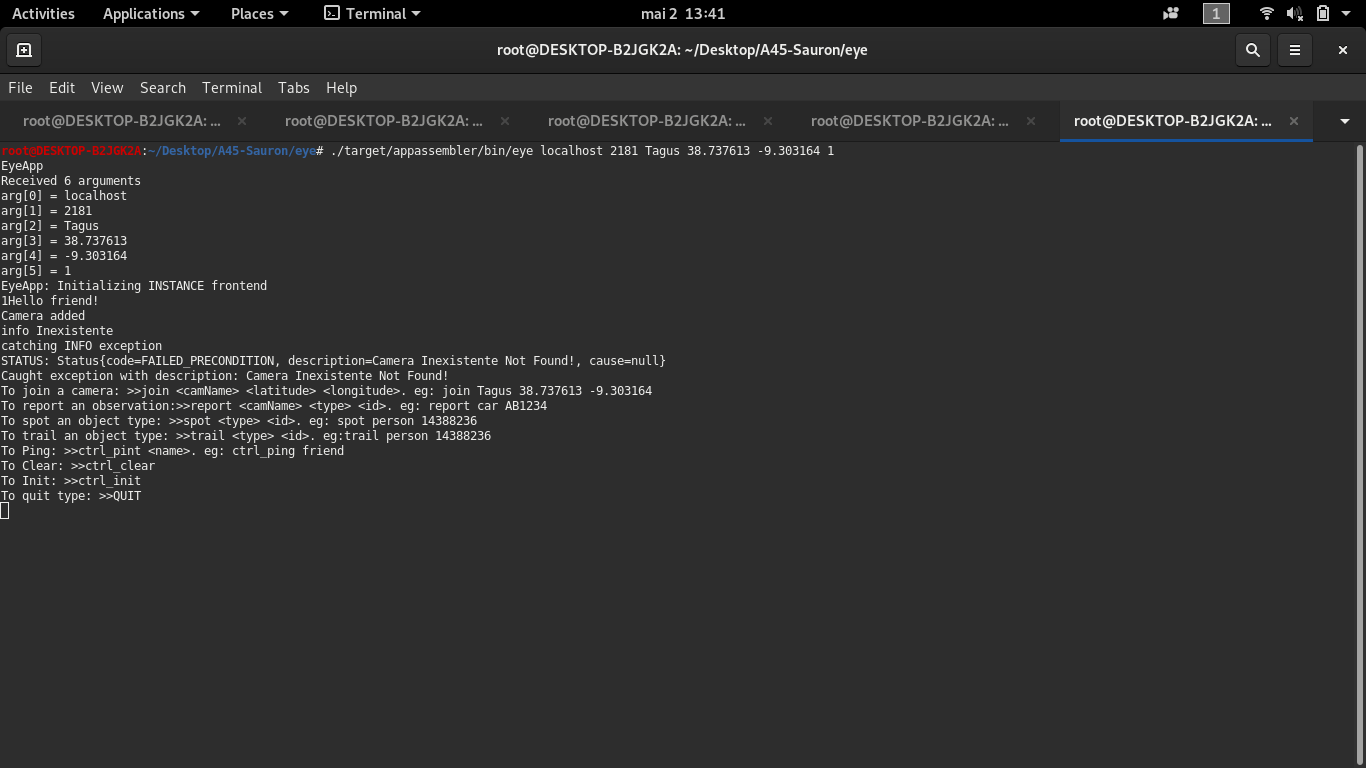 Activities Applications Places Terminal mai 2 13:41 1
root@DESKTOP-B2JGK2A: ~/Desktop/A45-Sauron/eye
File Edit View Search Terminal Tabs Help
root@DESKTOP-B2JGK2A: ... root@DESKTOP-B2JGK2A: ... root@DESKTOP-B2JGK2A: ... root@DESKTOP-B2JGK2A: ... root@DESKTOP-B2JGK2A: ...
root@DESKTOP-B2JGK2A:~/Desktop/A45-Sauron/eye# ./target/appassembler/bin/eye localhost 2181 Tagus 38.737613 -9.303164 1
EyeApp
Received 6 arguments
arg[0] = localhost
arg[1] = 2181
arg[2] = Tagus
arg[3] = 38.737613
arg[4] = -9.303164
arg[5] = 1
EyeApp: Initializing INSTANCE frontend
1Hello friend!
Camera added
info Inexistente
catching INFO exception
STATUS: Status{code=FAILED_PRECONDITION, description=Camera Inexistente Not Found!, cause=null}
Caught exception with description: Camera Inexistente Not Found!
To join a camera: >>join <camName> <latitude> <longitude>. eg: join Tagus 38.737613 -9.303164
To report an observation:>>report <camName> <type> <id>. eg: report car AB1234
To spot an object type: >>spot <type> <id>. eg: spot person 14388236
To trail an object type: >>trail <type> <id>. eg:trail person 14388236
To Ping: >>ctrl_pint <name>. eg: ctrl_ping friend
To Clear: >>ctrl_clear
To Init: >>ctrl_init
To quit type: >>QUIT